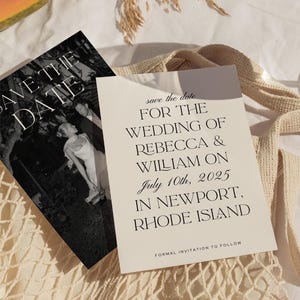 SAVE THE
DATE
save the date
FOR THE
WEDDING OF
REBECCA &
WILLIAM ON
July 10th, 2025
IN NEWPORT,
RHODE ISLAND
FORMAL INVITATION TO FOLLOW